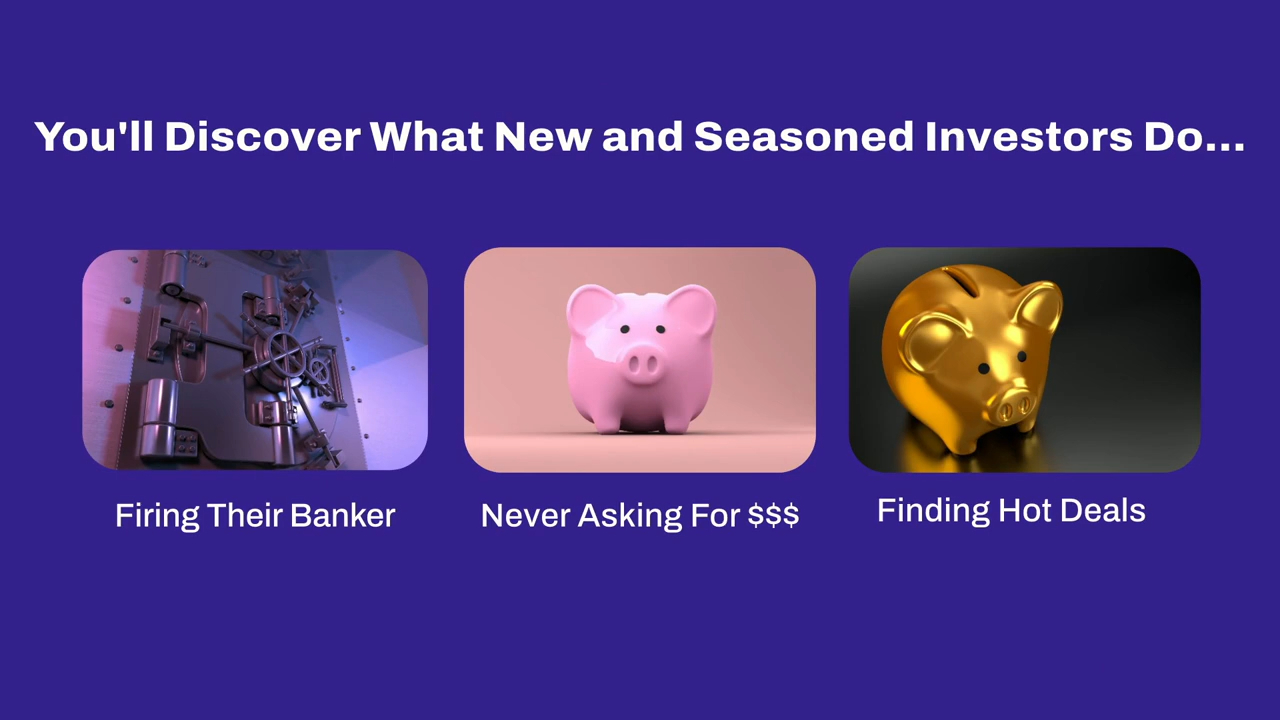 You'll Discover What New and Seasoned Investors Do...
Firing Their Banker
Never Asking For $$$
Finding Hot Deals